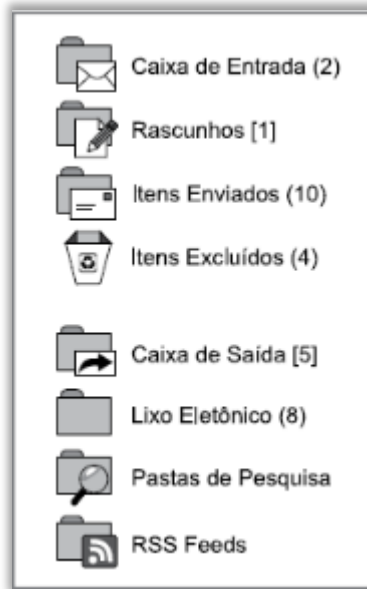 Caixa de Entrada (2)
Rascunhos [1]
Itens Enviados (10)
Itens Excluídos (4)
Caixa de Saída [5]
Lixo Eletônico (8)
Pastas de Pesquisa
RSS Feeds